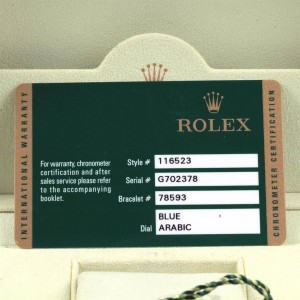 INTERNATIONAL WARRANTY
ROLEX
For warranty, chronometer
certification and after
sales service please refer
to the accompanying
booklet.
Style # 116523
Serial # G702378
Bracelet # 78593
BLUE
Dial ARABIC
CHRONOMETER CERTIFICATION